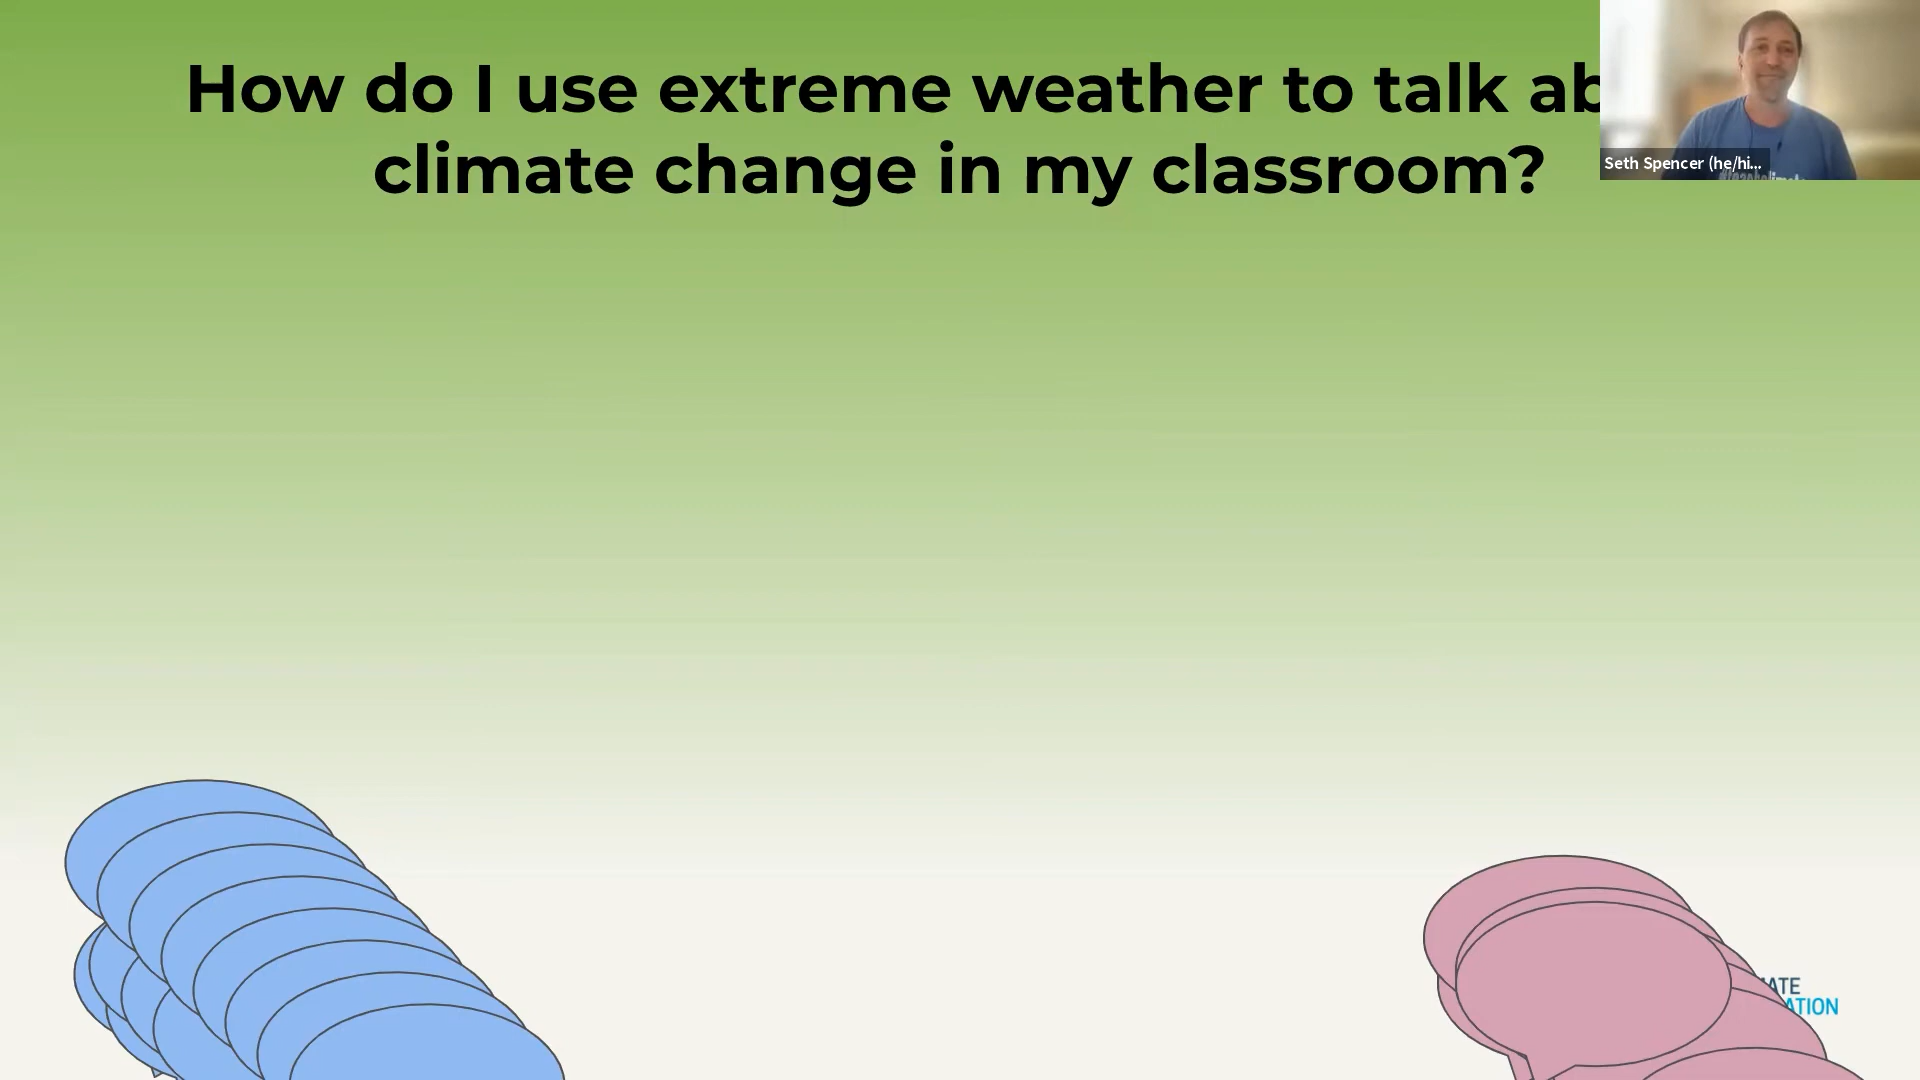 How do I use extreme weather to talk ab
climate change in my classroom?
Seth Spencer (he/hi...
ATE
ATION